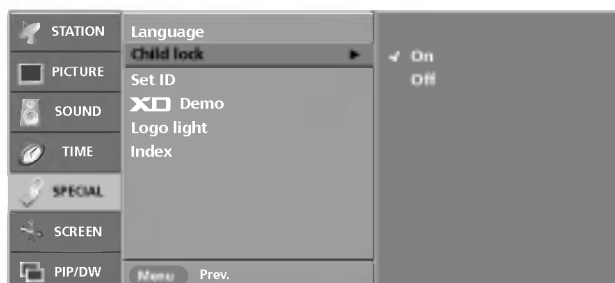 STATION
PICTURE
SOUND
TIME
SPECIAL
SCREEN
PIP/DW
Language
Child lock
Set ID
XD Demo
Logo light
Index
Menu Prev.
On
Off